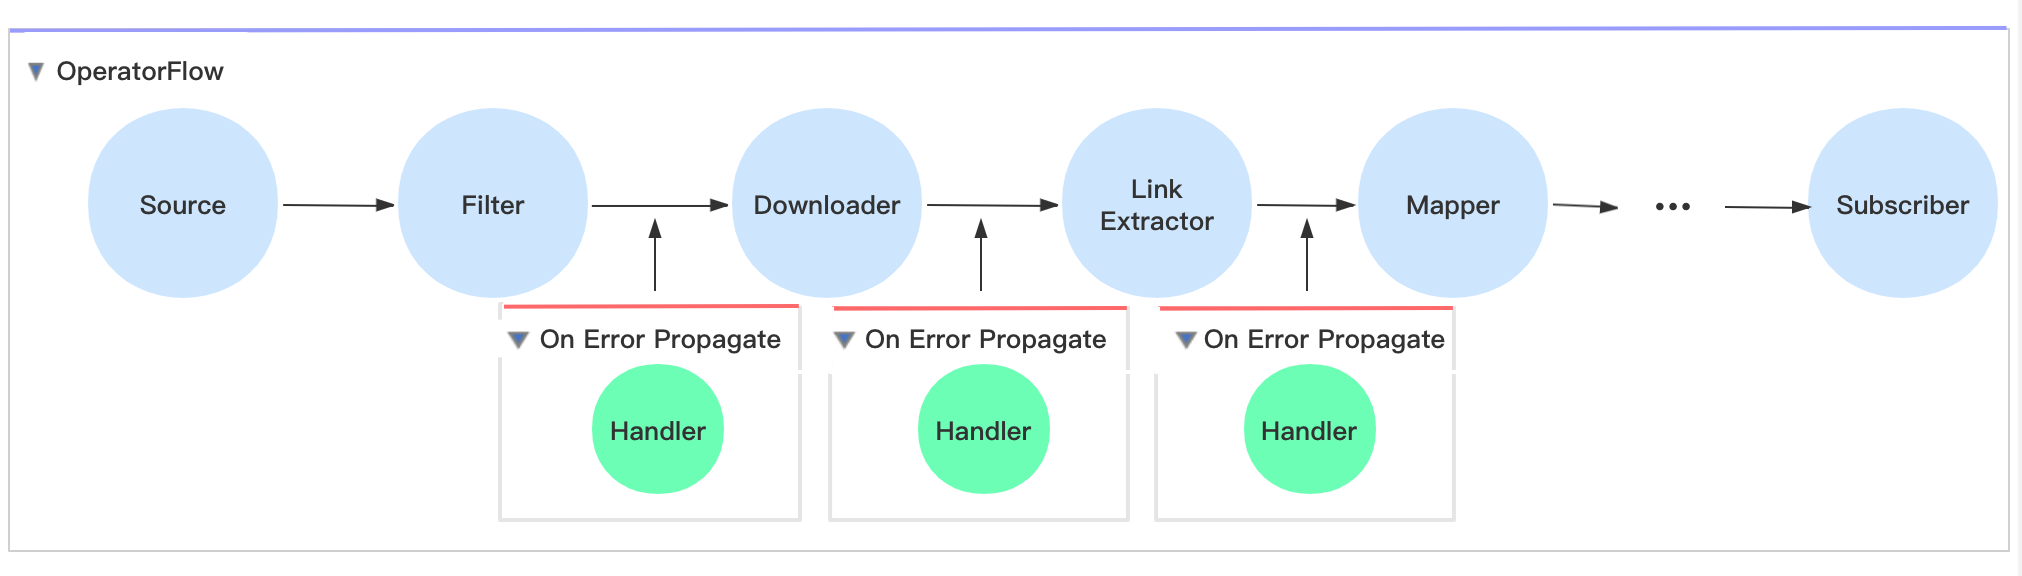 OperatorFlow
Source
Filter
Downloader
Link
Extractor
Mapper
...
Subscriber
On Error Propagate
On Error Propagate
On Error Propagate
Handler
Handler
Handler